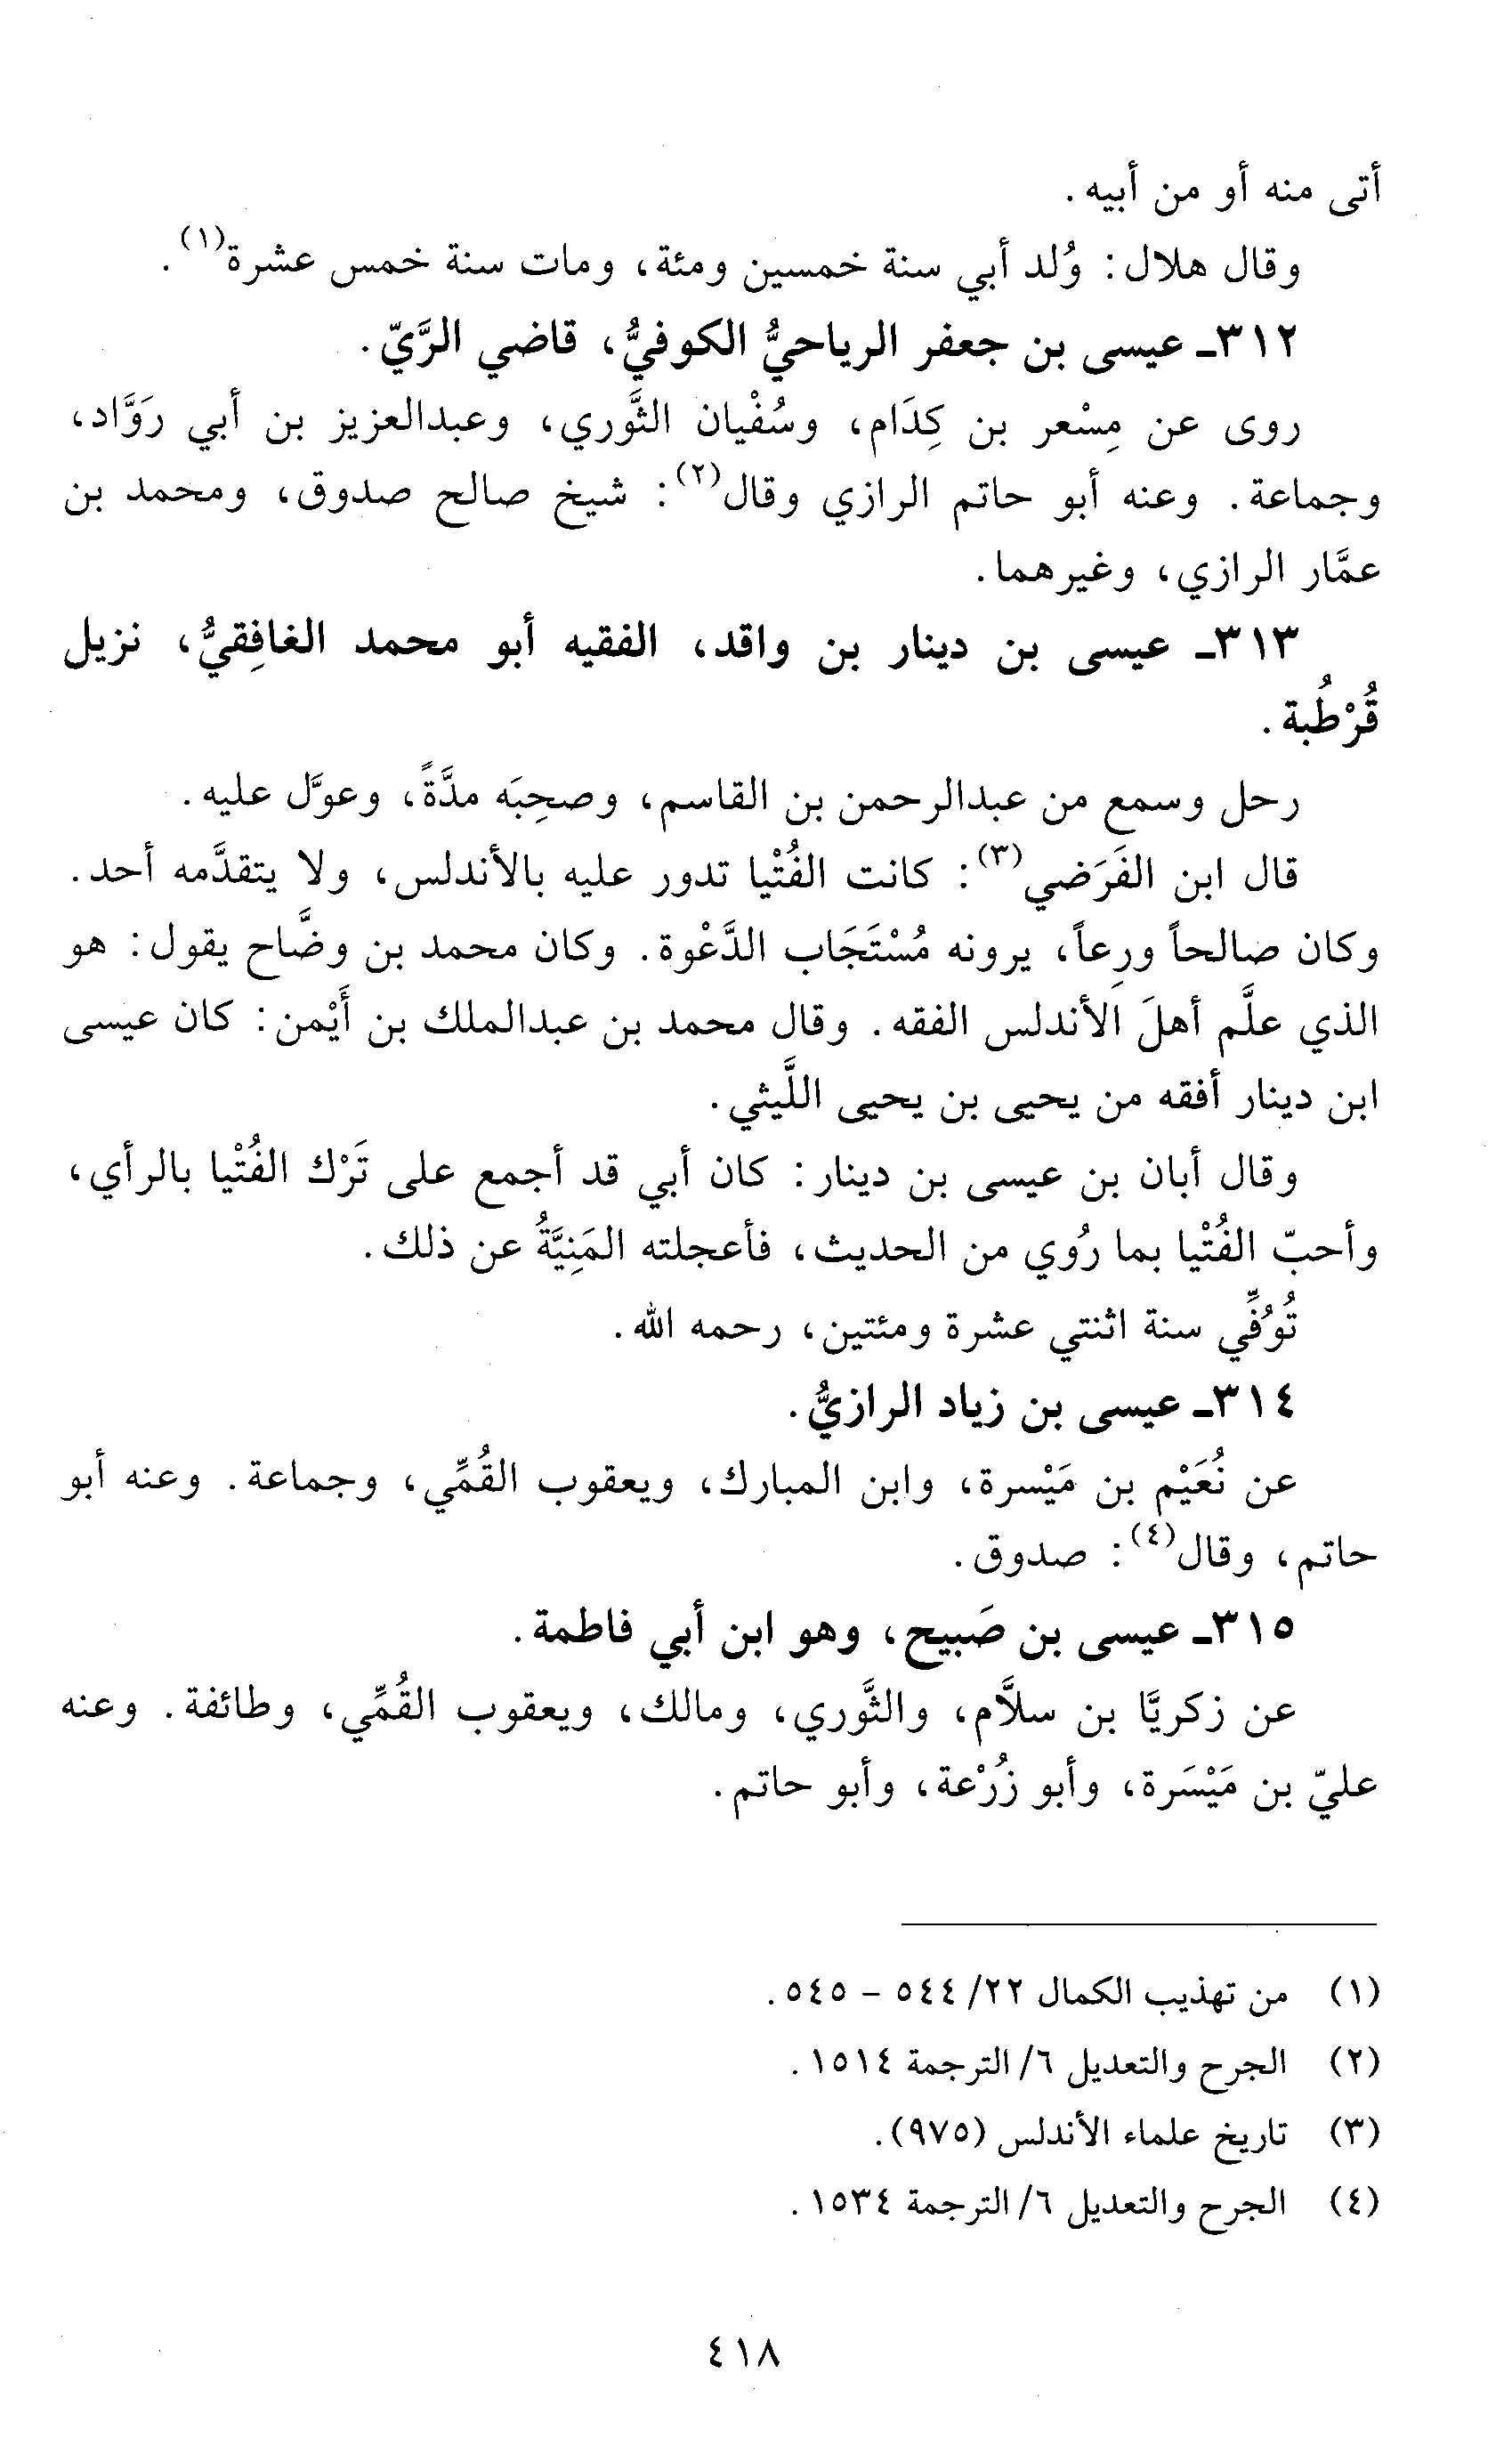 أتى منه أو من أبيه.
وقال هلال: وُلد أبي سنة خمسين ومئة، ومات سنة خمس عشرة(١).
٣١٢ـ عيسى بن جعفر الرياحيُّ الكوفيُّ، قاضي الرَّيّ.
روى عن مِسْعر بن كِدَام، وسُفْيان الثَّوري، وعبدالعزيز بن أبي رَوَّاد،
وجماعة. وعنه أبو حاتم الرازي وقال(٢): شيخ صالح صدوق، ومحمد بن
عمَّار الرازي، وغيرهما.
٣١٣ـ عيسى بن دينار بن واقد، الفقيه أبو محمد الغافِقيُّ، نزيل
قُرْطُبة.
رحل وسمع من عبدالرحمن بن القاسم، وصحِبَه مدَّةً، وعوَّل عليه.
قال ابن الفَرَضي(٣): كانت الفُتْيا تدور عليه بالأندلس، ولا يتقدَّمه أحد.
وكان صالحاً ورِعاً، يرونه مُسْتَجَاب الدَّعْوة. وكان محمد بن وضَّاح يقول: هو
الذي علَّم أهلَ الأندلس الفقه. وقال محمد بن عبدالملك بن أَيْمن: كان عيسى
ابن دينار أفقه من يحيى بن يحيى اللَّيثي.
وقال أبان بن عيسى بن دينار: كان أبي قد أجمع على تَرْك الفُتْيا بالرأي،
وأحبّ الفُتْيا بما رُوي من الحديث، فأعجلته المَنِيَّةُ عن ذلك.
تُوُفِّي سنة اثنتي عشرة ومئتين، رحمه الله.
٣١٤ـ عيسى بن زياد الرازيُّ.
عن نُعَيْم بن مَيْسرة، وابن المبارك، ويعقوب القُمِّي، وجماعة. وعنه أبو
حاتم، وقال(٤): صدوق.
٣١٥ـ عيسى بن صَبيح، وهو ابن أبي فاطمة.
عن زكريَّا بن سلاَّم، والثَّوري، ومالك، ويعقوب القُمِّي، وطائفة. وعنه
عليّ بن مَيْسَرة، وأبو زُرْعة، وأبو حاتم.
(١) من تهذيب الكمال ٢٢/ ٥٤٤ - ٥٤٥.
(٢) الجرح والتعديل ٦/ الترجمة ١٥١٤.
(٣) تاريخ علماء الأندلس (٩٧٥).
(٤) الجرح والتعديل ٦/ الترجمة ١٥٣٤.
٤١٨